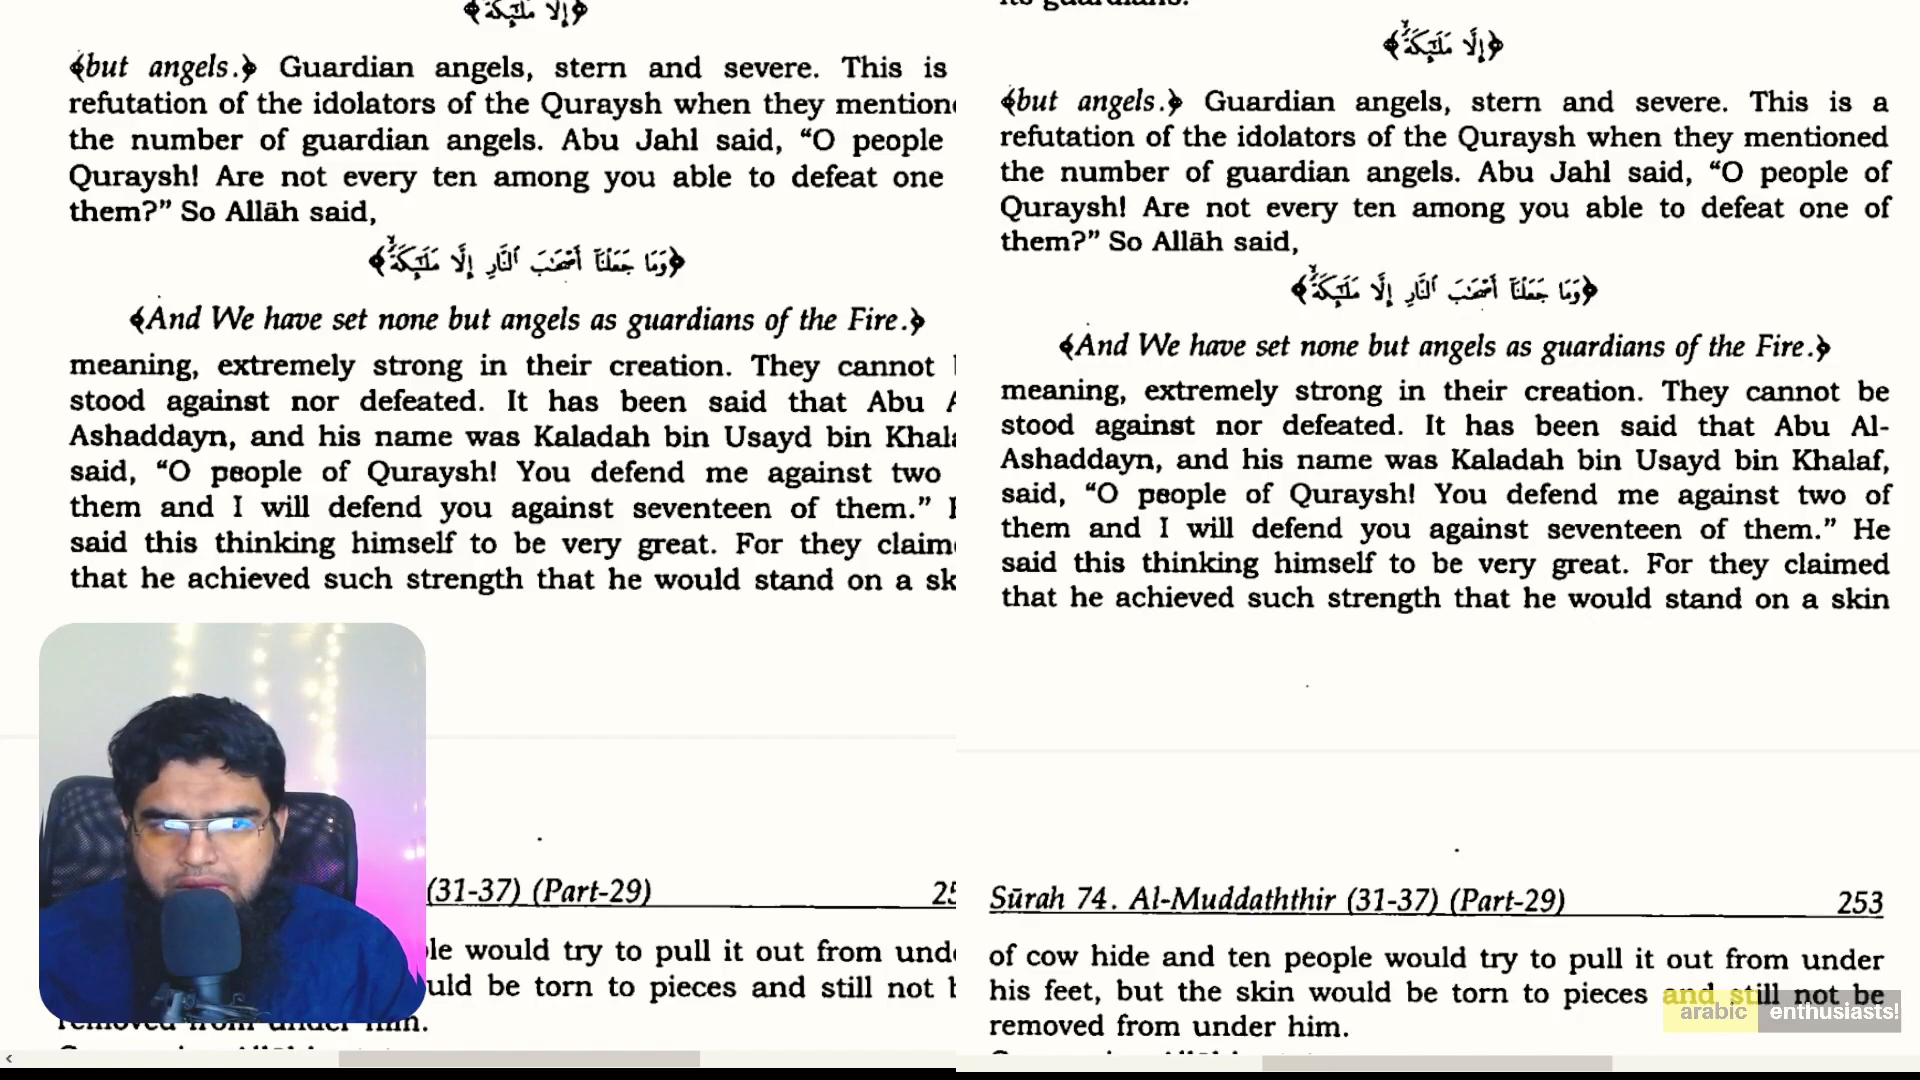 ﴿إِلَّا مَلَٰٓئِكَةً﴾
﴾but angels.﴿ Guardian angels, stern and severe. This is
refutation of the idolators of the Quraysh when they
the number of guardian angels. Abu Jahl said, “O people
Quraysh! Are not every ten among you able to defeat one
them?” So Allāh said,
﴿وَمَا جَعَلْنَآ أَصْحَٰبَ ٱلنَّارِ إِلَّا مَلَٰٓئِكَةً﴾
﴾And We have set none but angels as guardians of the Fire.﴿
meaning, extremely strong in their creation. They cannot
stood against nor defeated. It has been said that Abu
Ashaddayn, and his name was Kaladah bin Usayd bin
said, “O people of Quraysh! You defend me against two
them and I will defend you against seventeen of them.”
said this thinking himself to be very great. For they
that he achieved such strength that he would stand on a
(31-37) (Part-29)
would try to pull it out from
be torn to pieces and still not
removed from under him.
its guardians.
﴿إِلَّا مَلَٰٓئِكَةً﴾
﴾but angels.﴿ Guardian angels, stern and severe. This is a
refutation of the idolators of the Quraysh when they mentioned
the number of guardian angels. Abu Jahl said, “O people of
Quraysh! Are not every ten among you able to defeat one of
them?” So Allāh said,
﴿وَمَا جَعَلْنَآ أَصْحَٰبَ ٱلنَّارِ إِلَّا مَلَٰٓئِكَةً﴾
﴾And We have set none but angels as guardians of the Fire.﴿
meaning, extremely strong in their creation. They cannot be
stood against nor defeated. It has been said that Abu Al-
Ashaddayn, and his name was Kaladah bin Usayd bin Khalaf,
said, “O people of Quraysh! You defend me against two of
them and I will defend you against seventeen of them.” He
said this thinking himself to be very great. For they claimed
that he achieved such strength that he would stand on a skin
Sūrah 74. Al-Muddaththir (31-37) (Part-29) 253
of cow hide and ten people would try to pull it out from under
his feet, but the skin would be torn to pieces and still not be
removed from under him.
arabic enthusiasts!